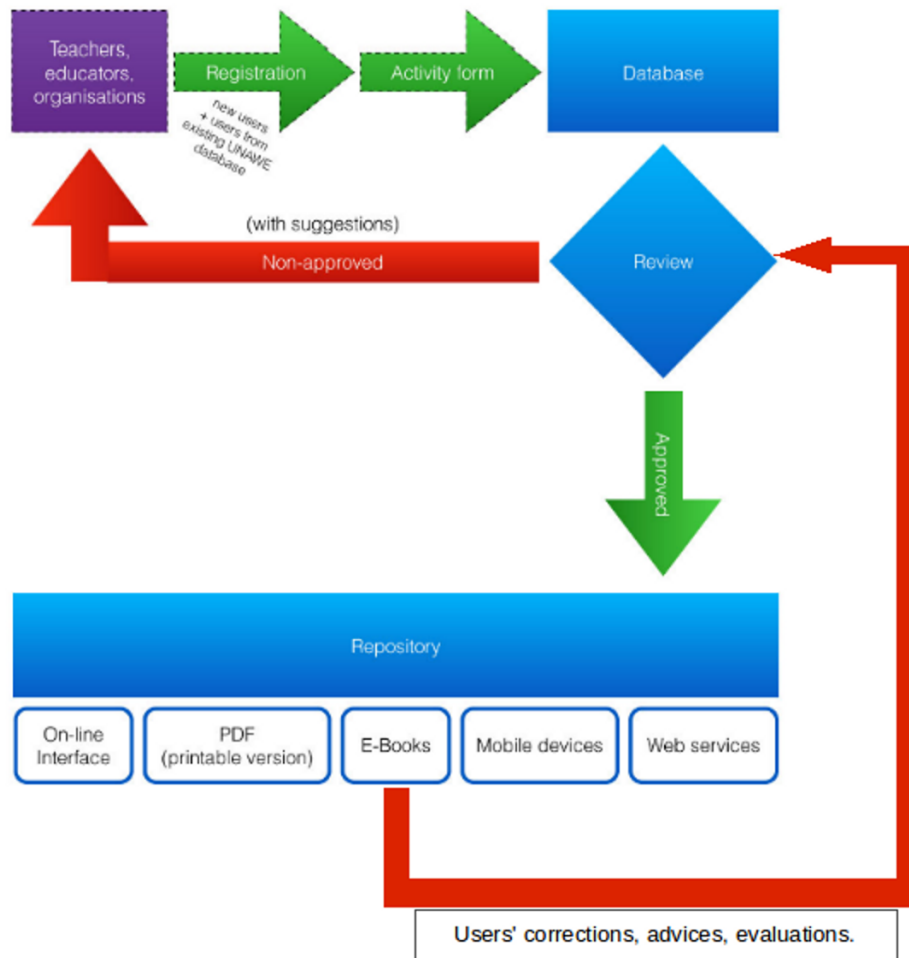 Teachers,
educators,
organisations
Registration
new users
+ users from
existing UNAWE
database
Activity form
Database
(with suggestions)
Non-approved
Review
Approved
Repository
On-line
Interface
PDF
(printable version)
E-Books
Mobile devices
Web services
Users' corrections, advices, evaluations.